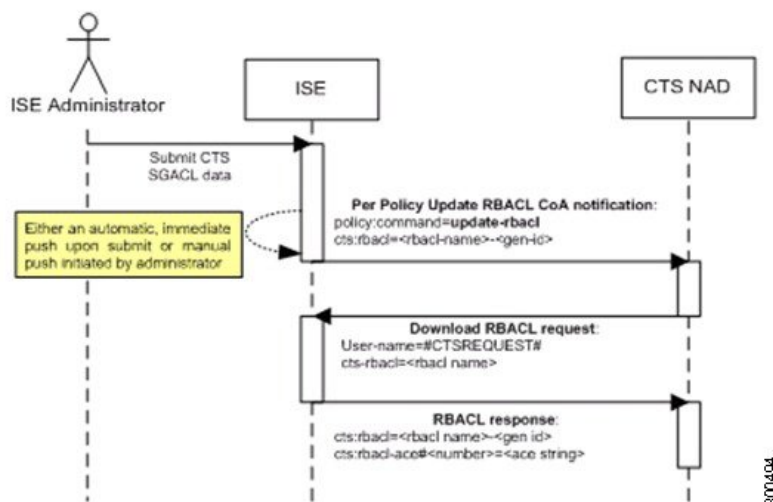 ISE Administrator
ISE
CTS NAD
Submit CTS
SGACL data
Either an automatic, immediate
push upon submit or manual
push initiated by administrator
Per Policy Update RBACL CoA notification:
policy:command=update-rbacl
cts:rbacl=<rbacl-name>-<gen-id>
Download RBACL request:
User-name=#CTSREQUEST#
cts-rbacl=<rbacl name>
RBACL response:
cts:rbacl=<rbacl name>-<gen id>
cts:rbacl-ace#<number>=<ace string>
300494